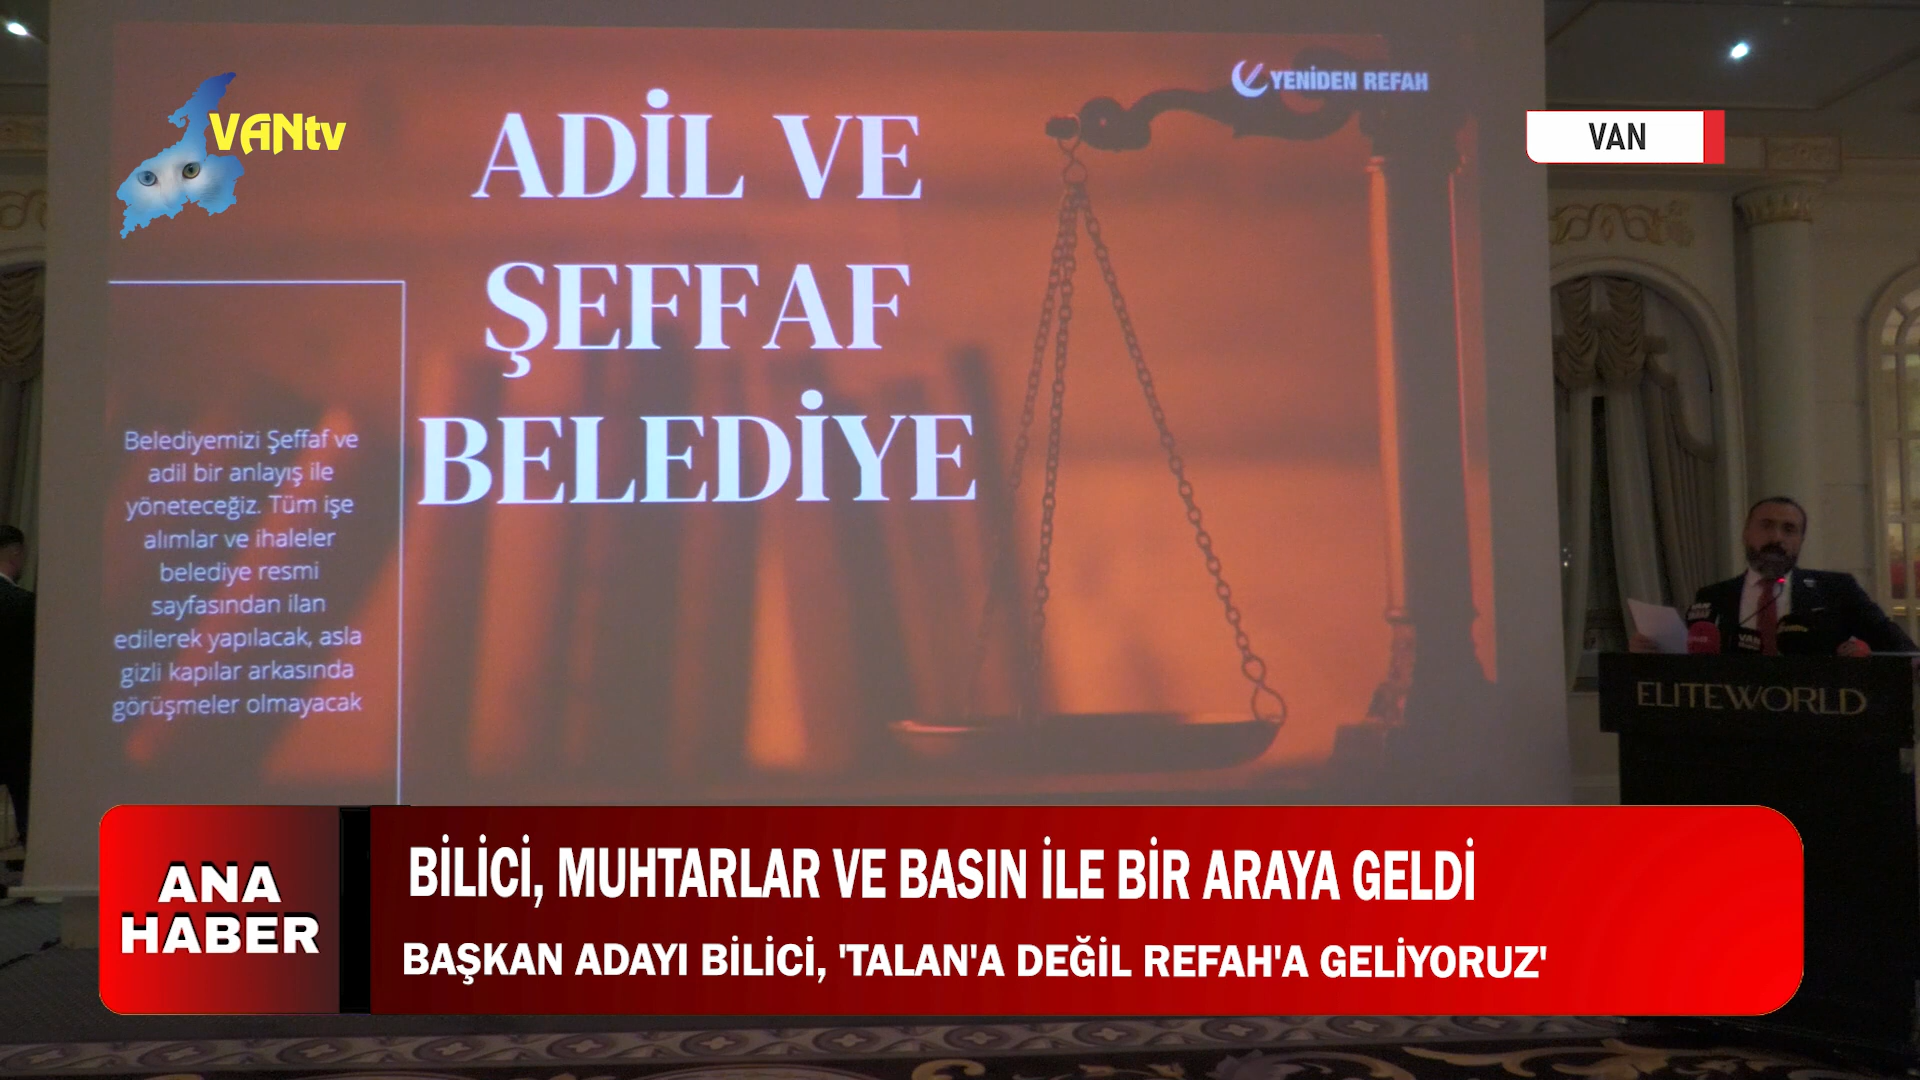 YENİDEN REFAH
VANtv
VAN
ADİL VE
ŞEFFAF
BELEDİYE
Belediyemizi Şeffaf ve
adil bir anlayış ile
yöneteceğiz. Tüm işe
alımlar ve ihaleler
belediye resmi
sayfasından ilan
edilerek yapılacak, asla
gizli kapılar arkasında
görüşmeler olmayacak
ELITEWORLD
ANA
HABER
BİLİCİ, MUHTARLAR VE BASIN İLE BİR ARAYA GELDİ
BAŞKAN ADAYI BİLİCİ, 'TALAN'A DEĞİL REFAH'A GELİYORUZ'